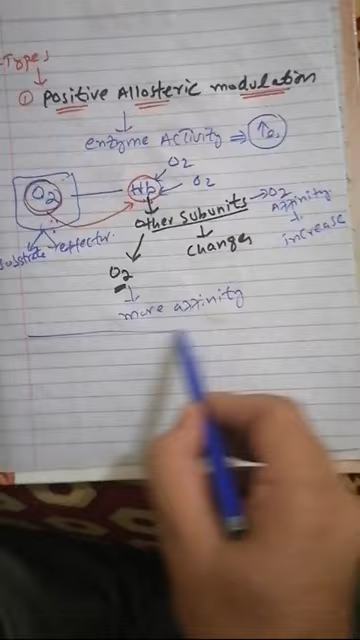 Types
① Positive Allosteric modulation
enzyme Activity ⇒ ↑es
O2
O2 Hb O2
other subunits → O2
Affinity
substrate effector
changes
increase
O2
more affinity